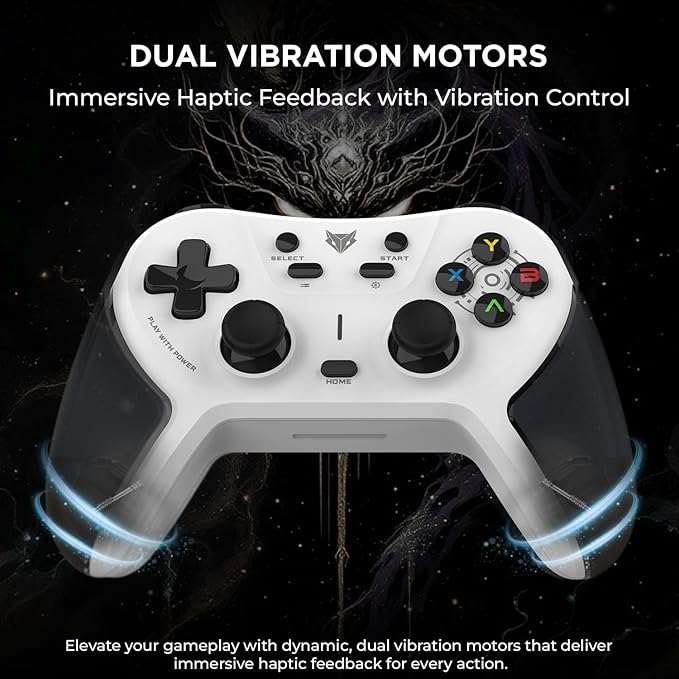 DUAL VIBRATION MOTORS
Immersive Haptic Feedback with Vibration Control
SELECT
START
Y
X
B
A
PLAY WITH POWER
HOME
Elevate your gameplay with dynamic, dual vibration motors that deliver
immersive haptic feedback for every action.